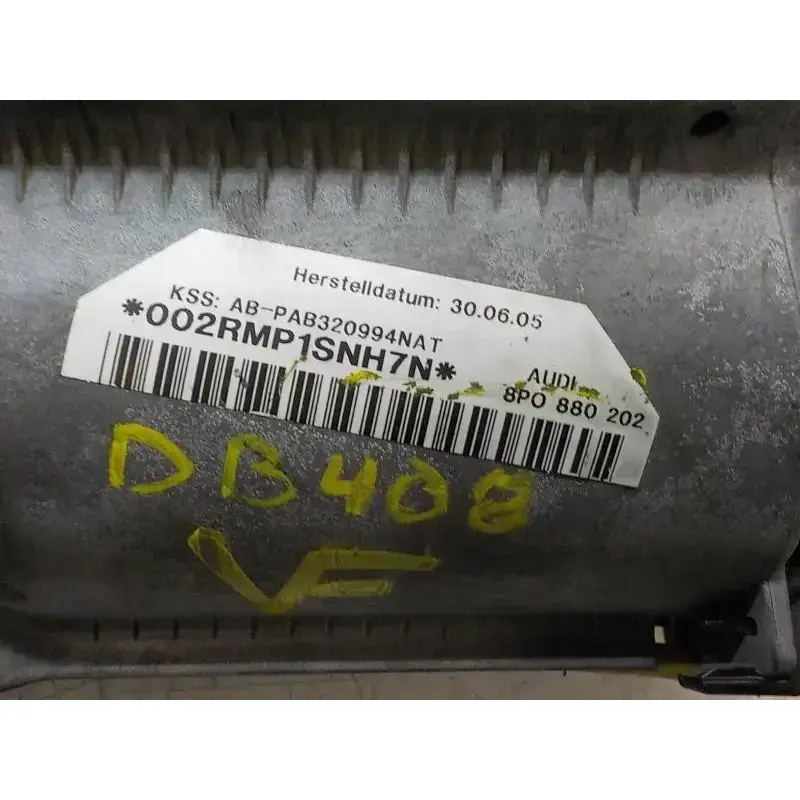 Herstelldatum: 30.06.05
KSS: AB-PAB320994NAT
*002RMP1SNH7N*
AUDI
8P0 880 202
DB408
VF